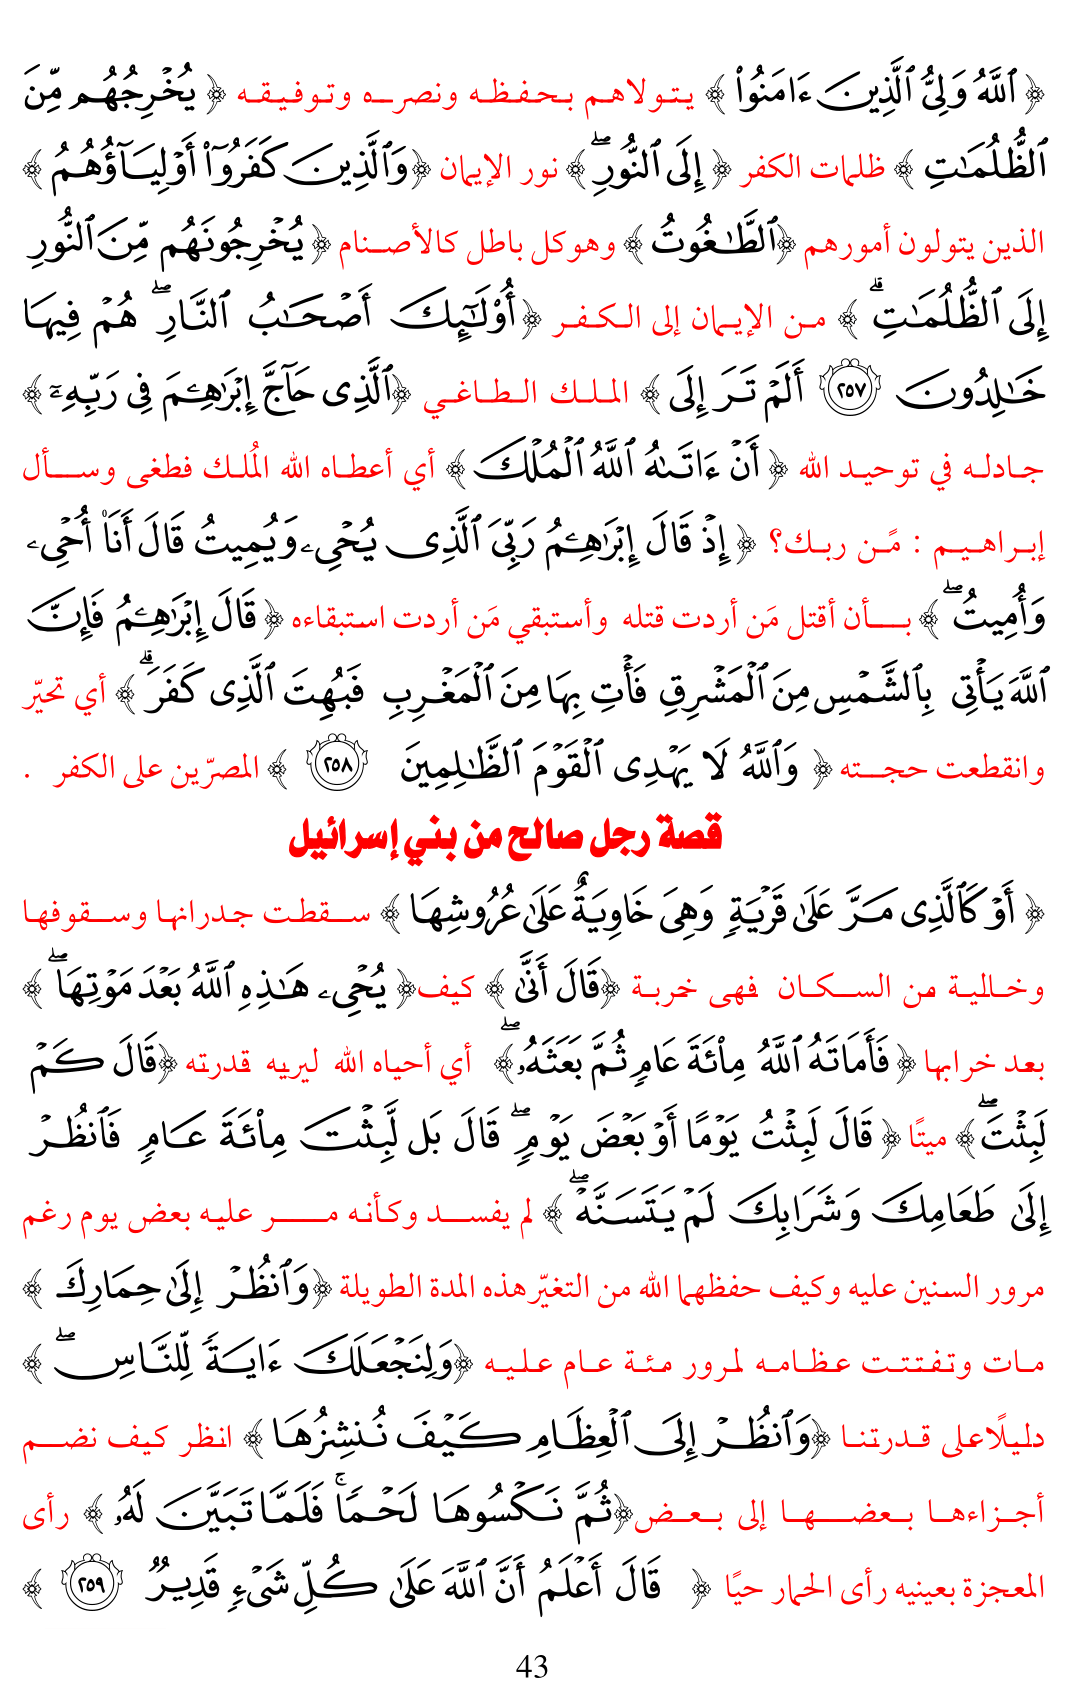 ﴿ ٱللَّهُ وَلِىُّ ٱلَّذِينَ ءَامَنُوا۟ ﴾ يتولاهم بحفظه ونصره وتوفيقه ﴿ يُخْرِجُهُم مِّنَ
ٱلظُّلُمَـٰتِ ﴾ ظلمات الكفر ﴿ إِلَى ٱلنُّورِ ۖ ﴾ نور الإيمان ﴿وَٱلَّذِينَ كَفَرُوٓا۟ أَوْلِيَآؤُهُمُ ﴾
الذين يتولون أمورهم ﴿ٱلطَّـٰغُوتُ ﴾ وهوكل باطل كالأصنام ﴿ يُخْرِجُونَهُم مِّنَ ٱلنُّورِ
إِلَى ٱلظُّلُمَـٰتِ ۗ ﴾ من الإيمان إلى الكفر ﴿أُو۟لَـٰٓئِكَ أَصْحَـٰبُ ٱلنَّارِ ۖ هُمْ فِيهَا
خَـٰلِدُونَ ٢٥٧ أَلَمْ تَرَ إِلَى ﴾ الملك الطاغي ﴿ٱلَّذِى حَآجَّ إِبْرَٰهِـۧمَ فِى رَبِّهِۦٓ ﴾
جادله في توحيد الله ﴿ أَنْ ءَاتَىٰهُ ٱللَّهُ ٱلْمُلْكَ ﴾ أي أعطاه الله المُلك فطغى وسأل
إبراهيم : مًن ربك؟ ﴿ إِذْ قَالَ إِبْرَٰهِـۧمُ رَبِّىَ ٱلَّذِى يُحْىِۦ وَيُمِيتُ قَالَ أَنَا۠ أُحْىِۦ
وَأُمِيتُ ۖ ﴾ بأن أقتل مَن أردت قتله وأستبقي مَن أردت استبقاءه ﴿ قَالَ إِبْرَٰهِـۧمُ فَإِنَّ
ٱللَّهَ يَأْتِى بِٱلشَّمْسِ مِنَ ٱلْمَشْرِقِ فَأْتِ بِهَا مِنَ ٱلْمَغْرِبِ فَبُهِتَ ٱلَّذِى كَفَرَ ۗ ﴾ أي تحيّر
وانقطعت حجته ﴿ وَٱللَّهُ لَا يَهْدِى ٱلْقَوْمَ ٱلظَّـٰلِمِينَ ٢٥٨ ﴾ المصرّين على الكفر .
قصة رجل صالح من بني إسرائيل
﴿ أَوْ كَٱلَّذِى مَرَّ عَلَىٰ قَرْيَةٍ وَهِىَ خَاوِيَةٌ عَلَىٰ عُرُوشِهَا ﴾ سقطت جدرانها وسقوفها
وخالية من السكان فهى خربة ﴿قَالَ أَنَّىٰ ﴾ كيف﴿ يُحْىِۦ هَـٰذِهِ ٱللَّهُ بَعْدَ مَوْتِهَا ۖ ﴾
بعد خرابها ﴿ فَأَمَاتَهُ ٱللَّهُ مِا۟ئَةَ عَامٍ ثُمَّ بَعَثَهُۥ ۖ ﴾ أي أحياه الله ليريه قدرته ﴿قَالَ كَمْ
لَبِثْتَ ۖ ﴾ ميتًا ﴿ قَالَ لَبِثْتُ يَوْمًا أَوْ بَعْضَ يَوْمٍ ۖ قَالَ بَل لَّبِثْتَ مِا۟ئَةَ عَامٍ فَٱنظُرْ
إِلَىٰ طَعَامِكَ وَشَرَابِكَ لَمْ يَتَسَنَّهْ ۖ ﴾ لم يفسد وكأنه مر عليه بعض يوم رغم
مرور السنين عليه وكيف حفظهما الله من التغيّرهذه المدة الطويلة ﴿وَٱنظُرْ إِلَىٰ حِمَارِكَ ﴾
مات وتفتتت عظامه لمرور مئة عام عليه ﴿وَلِنَجْعَلَكَ ءَايَةً لِّلنَّاسِ ۖ ﴾
دليلًاعلى قدرتنا ﴿وَٱنظُرْ إِلَى ٱلْعِظَامِ كَيْفَ نُنشِزُهَا ﴾ انظر كيف نضم
أجزاءها بعضها إلى بعض﴿ثُمَّ نَكْسُوهَا لَحْمًا ۚ فَلَمَّا تَبَيَّنَ لَهُۥ ﴾ رأى
المعجزة بعينيه رأى الحمار حيًا ﴿ قَالَ أَعْلَمُ أَنَّ ٱللَّهَ عَلَىٰ كُلِّ شَىْءٍ قَدِيرٌ ٢٥٩ ﴾
43